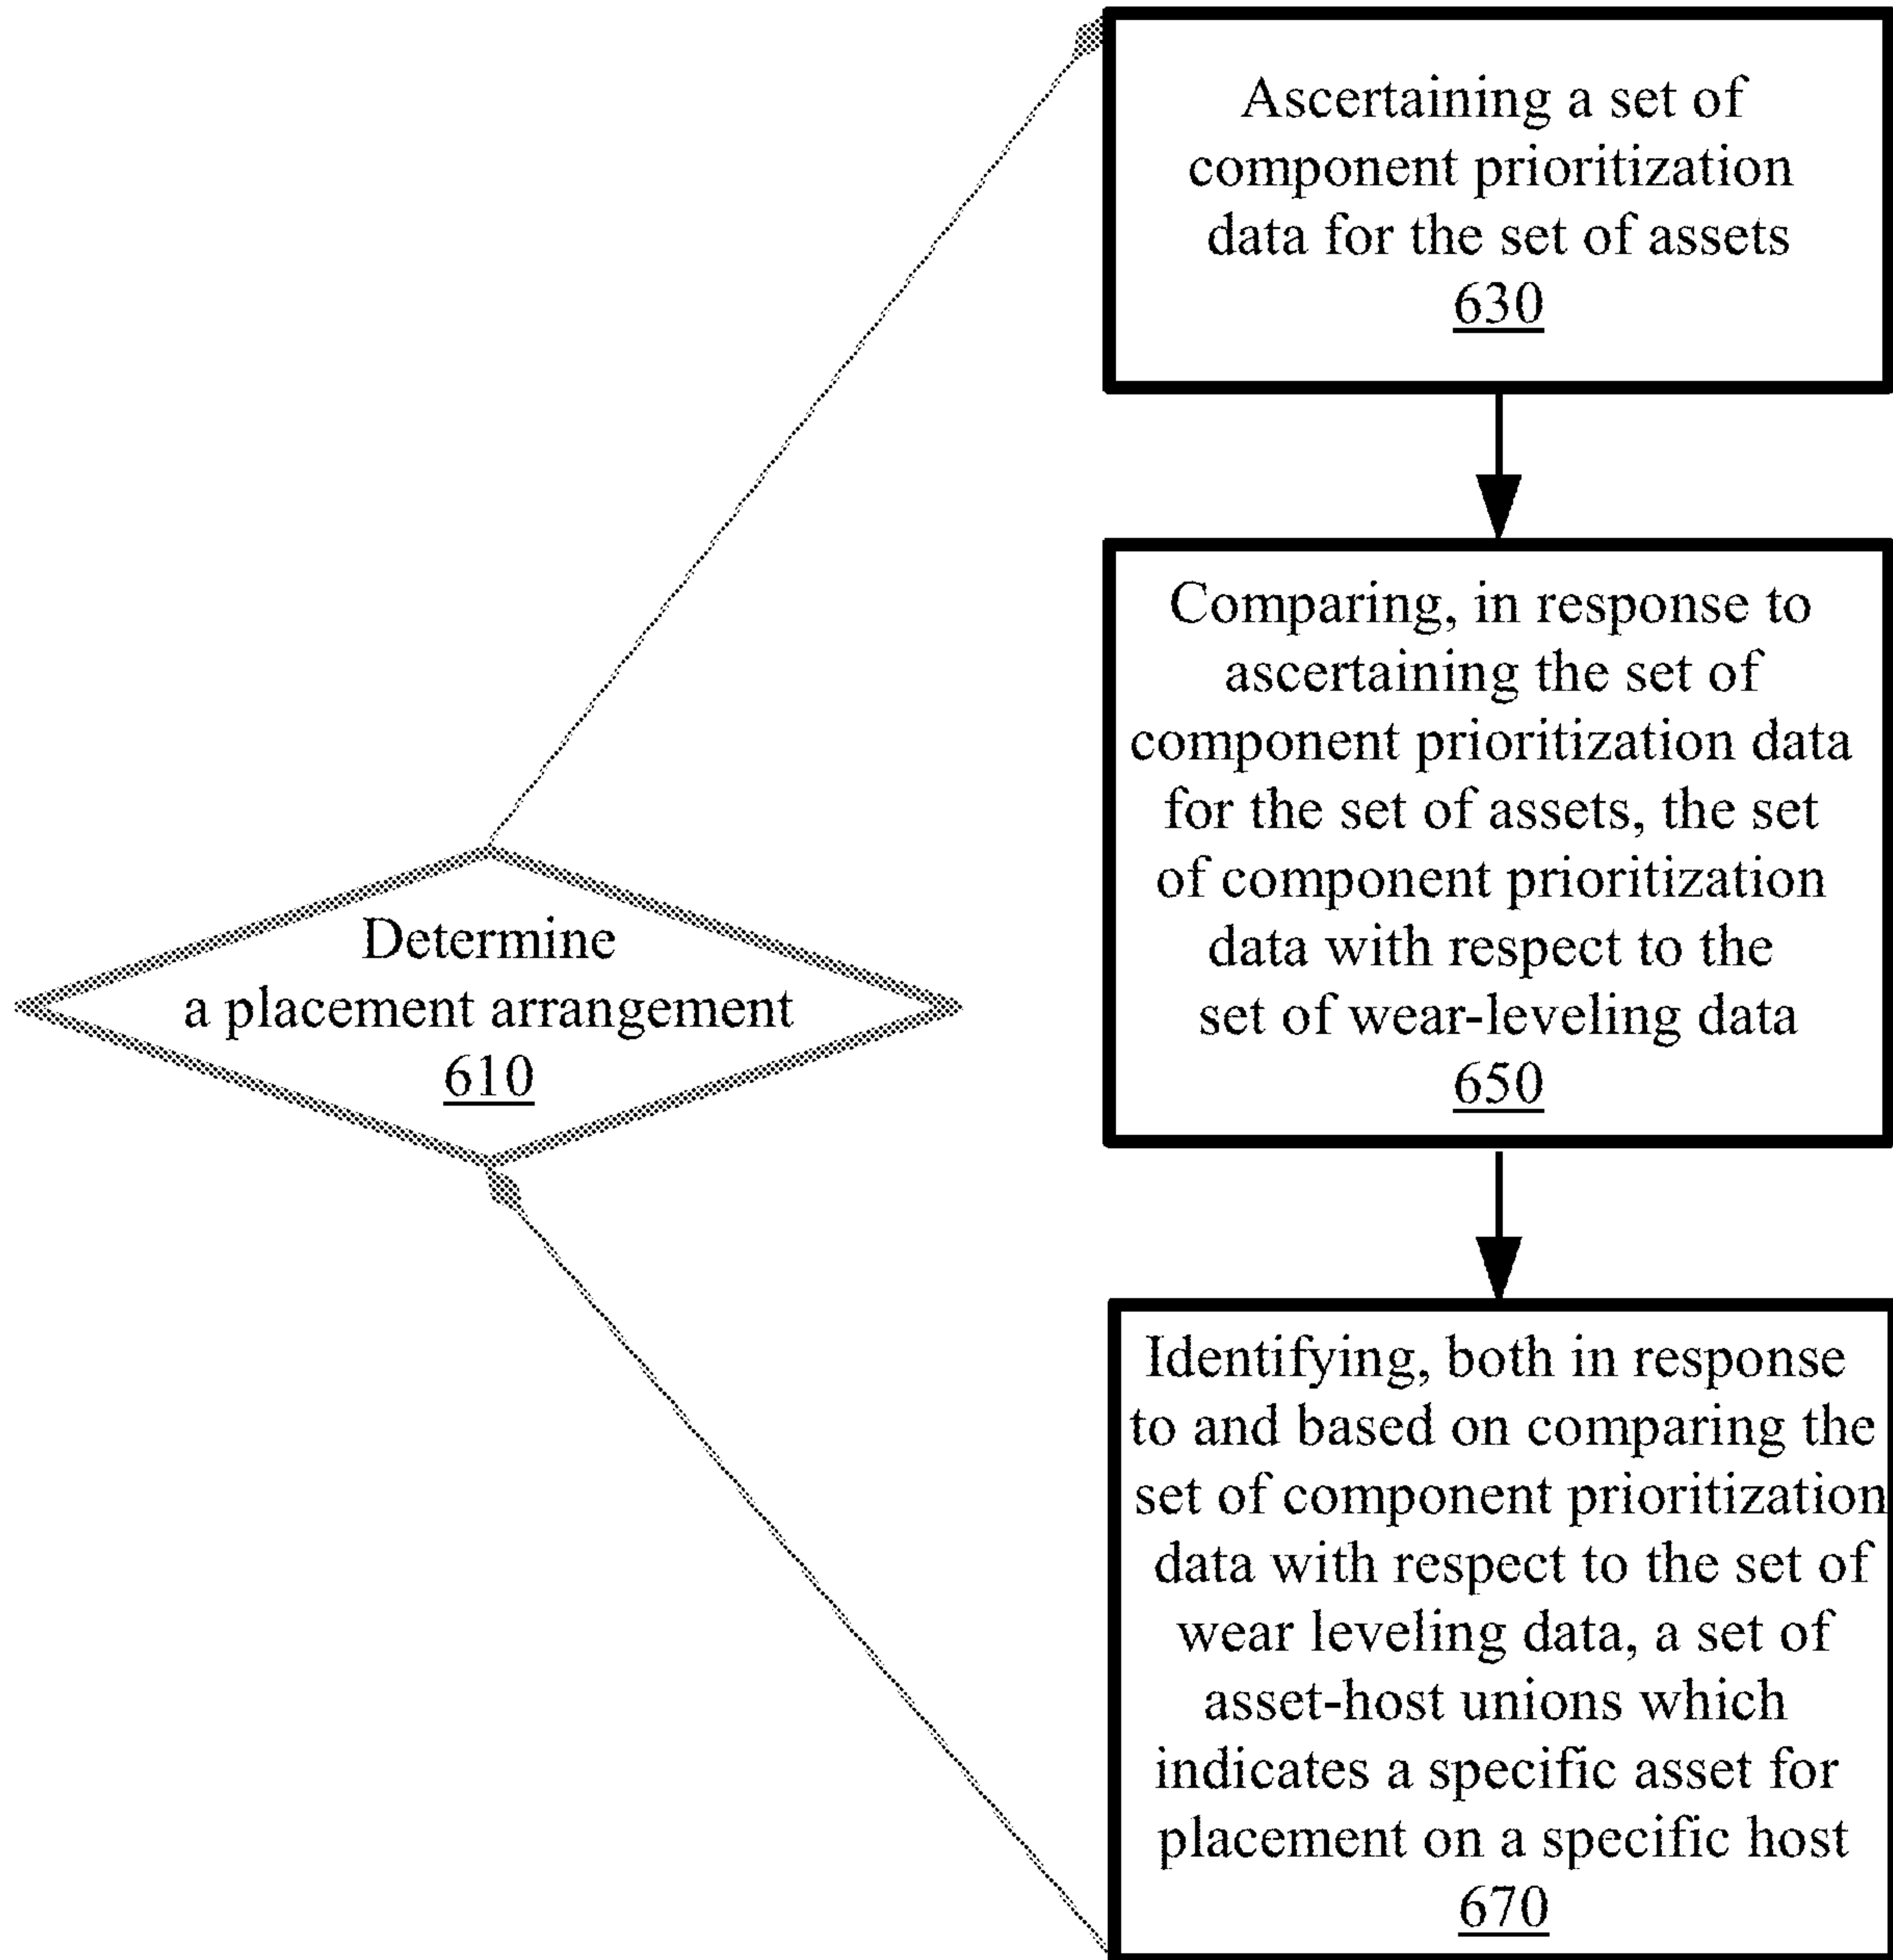 Ascertaining a set of
component prioritization
data for the set of assets
630
Comparing, in response to
ascertaining the set of
component prioritization data
for the set of assets, the set
of component prioritization
data with respect to the
set of wear-leveling data
650
Determine
a placement arrangement
610
Identifying, both in response
to and based on comparing the
set of component prioritization
data with respect to the set of
wear leveling data, a set of
asset-host unions which
indicates a specific asset for
placement on a specific host
670